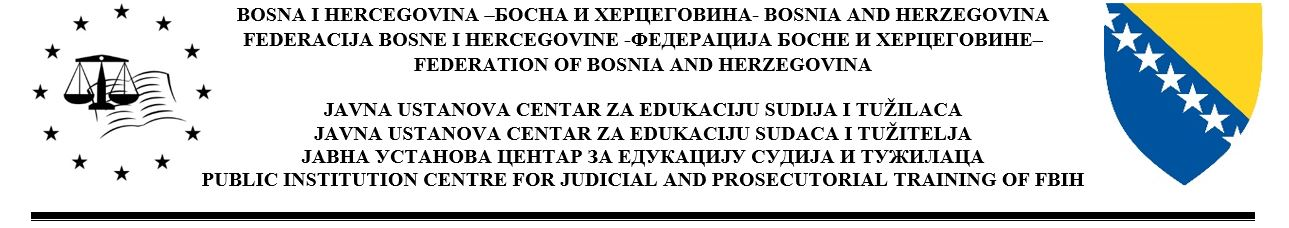 BOSNA I HERCEGOVINA –БОСНА И ХЕРЦЕГОВИНА- BOSNIA AND HERZEGOVINA
FEDERACIJA BOSNE I HERCEGOVINE -ФЕДЕРАЦИЈА БОСНЕ И ХЕРЦЕГОВИНЕ–
FEDERATION OF BOSNIA AND HERZEGOVINA
JAVNA USTANOVA CENTAR ZA EDUKACIJU SUDIJA I TUŽILACA
JAVNA USTANOVA CENTAR ZA EDUKACIJU SUDACA I TUŽITELJA
ЈАВНА УСТАНОВА ЦЕНТАР ЗА ЕДУКАЦИЈУ СУДИЈА И ТУЖИЛАЦА
PUBLIC INSTITUTION CENTRE FOR JUDICIAL AND PROSECUTORIAL TRAINING OF FBIH